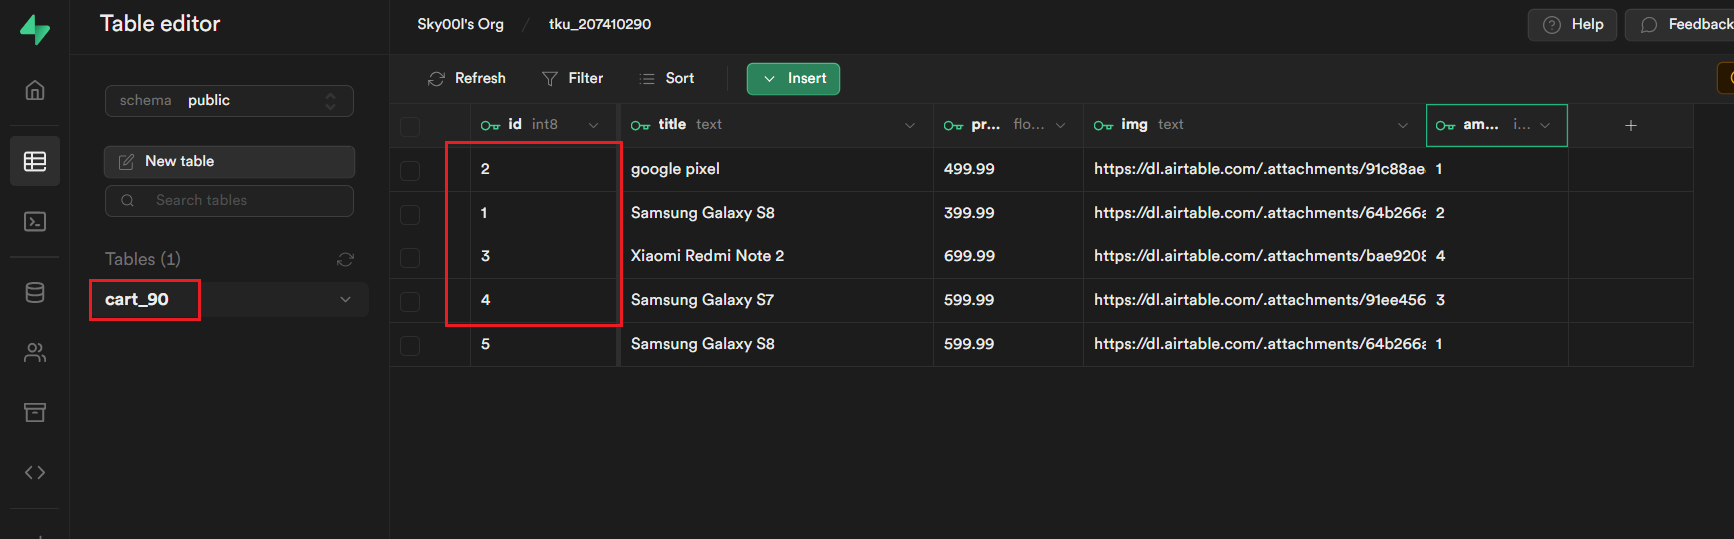 Table editor
Sky00l's Org / tku_207410290
Help
Feedback
schema public
Refresh
Filter
Sort
Insert
New table
Search tables
Tables (1)
cart_90
id int8 title text pr... flo... img text am... i... +
2 google pixel 499.99 https://dl.airtable.com/.attachments/91c88ae 1
1 Samsung Galaxy S8 399.99 https://dl.airtable.com/.attachments/64b266a 2
3 Xiaomi Redmi Note 2 699.99 https://dl.airtable.com/.attachments/bae9208 4
4 Samsung Galaxy S7 599.99 https://dl.airtable.com/.attachments/91ee456 3
5 Samsung Galaxy S8 599.99 https://dl.airtable.com/.attachments/64b266a 1